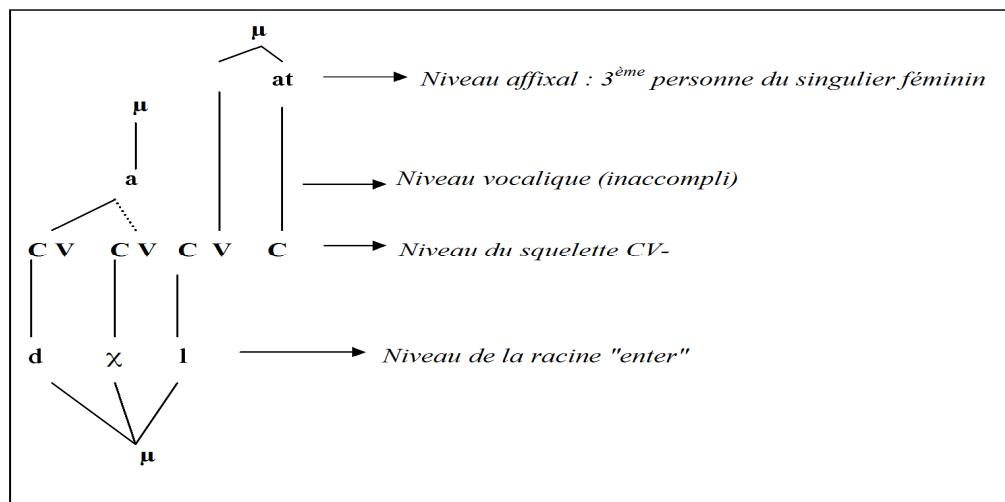 μ
at Niveau affixal : 3ème personne du singulier féminin
μ
a Niveau vocalique (inaccompli)
C V C V C V C Niveau du squelette CV-
d χ l Niveau de la racine "enter"
μ